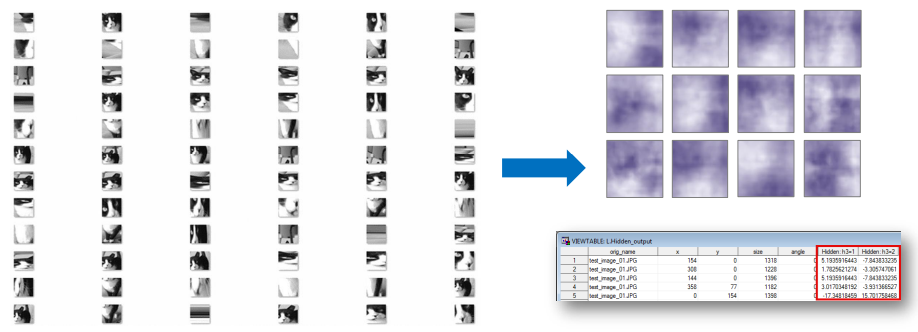 VIEWTABLE: L.Hidden_output
orig_name x y size angle Hidden: h3=1 Hidden: h3=2
1 test_image_01.JPG 154 0 1318 0 5.1935916443 -7.843833235
2 test_image_01.JPG 308 0 1228 0 1.7829621274 -3.305747061
3 test_image_01.JPG 144 0 1396 0 5.1935916443 -7.843833235
4 test_image_01.JPG 358 77 1182 0 3.0170348192 -3.931366527
5 test_image_01.JPG 0 154 1398 0 -17.34818459 15.701758468